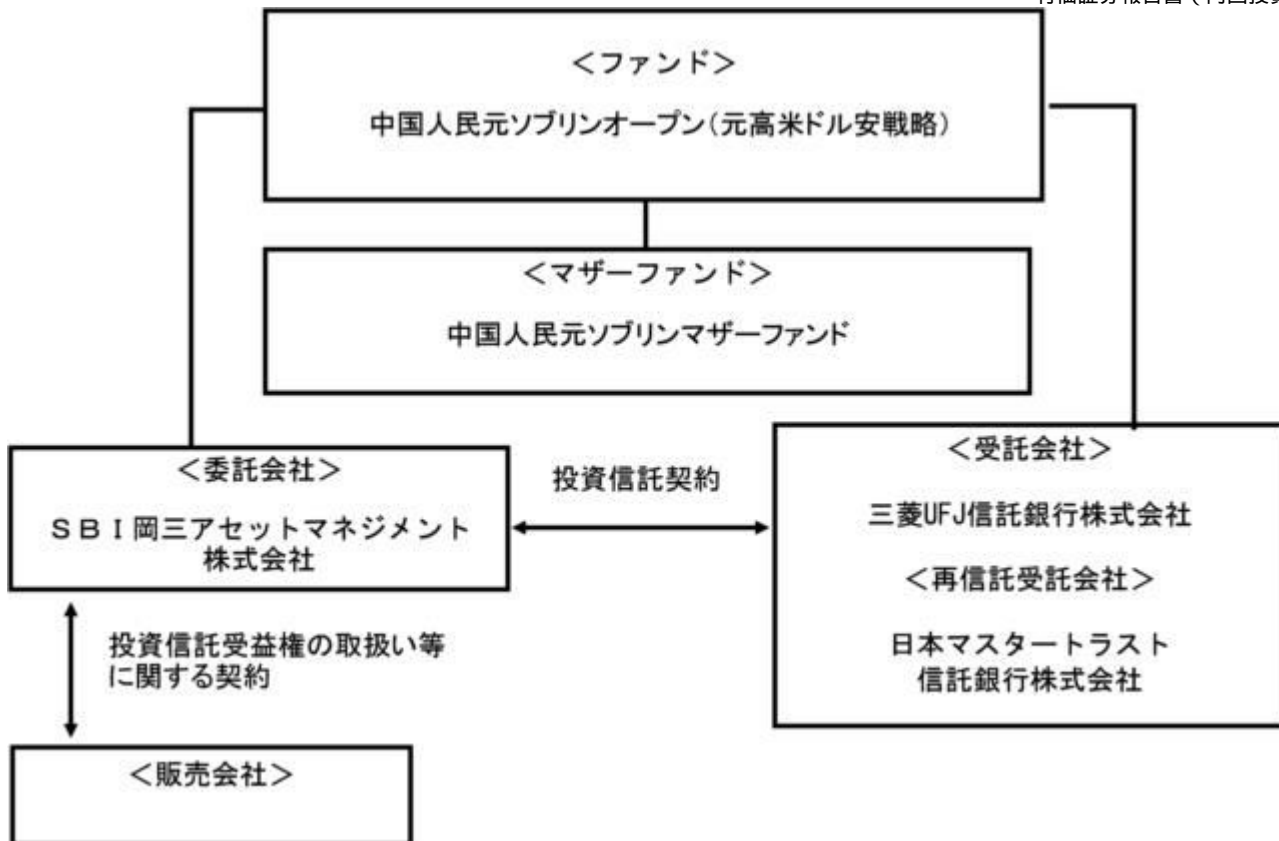 <ファンド>
中国人民元ソブリンオープン(元高米ドル安戦略)
<マザーファンド>
中国人民元ソブリンマザーファンド
<委託会社>
SBI岡三アセットマネジメント
株式会社
投資信託契約
<受託会社>
三菱UFJ信託銀行株式会社
<再信託受託会社>
日本マスタートラスト
信託銀行株式会社
投資信託受益権の取扱い等
に関する契約
<販売会社>